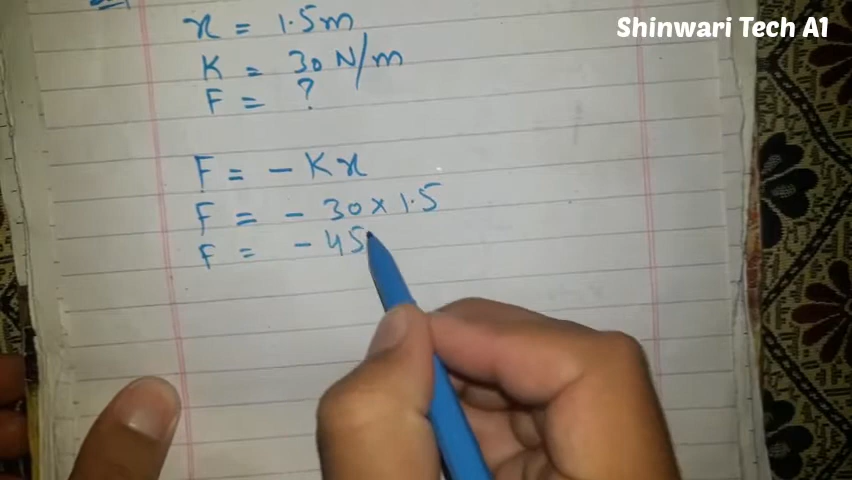 Shinwari Tech A1
x = 1.5m
K = 30 N/m
F = ?
F = - Kx
F = - 30 × 1.5
F = - 45